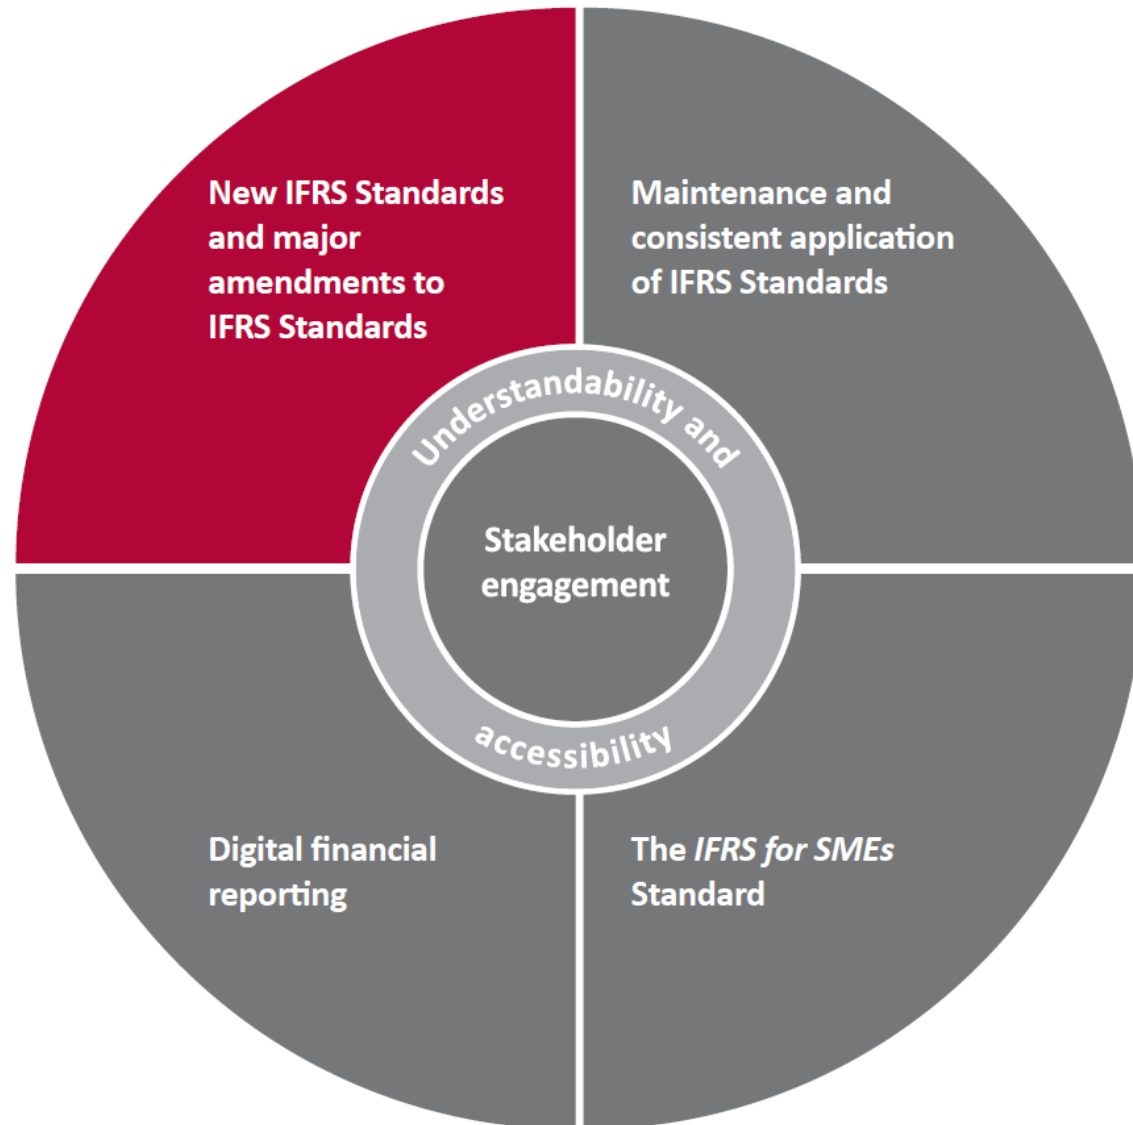 New IFRS Standards
and major
amendments to
IFRS Standards
Maintenance and
consistent application
of IFRS Standards
Understandability and
accessibility
Stakeholder
engagement
Digital financial
reporting
The IFRS for SMEs
Standard